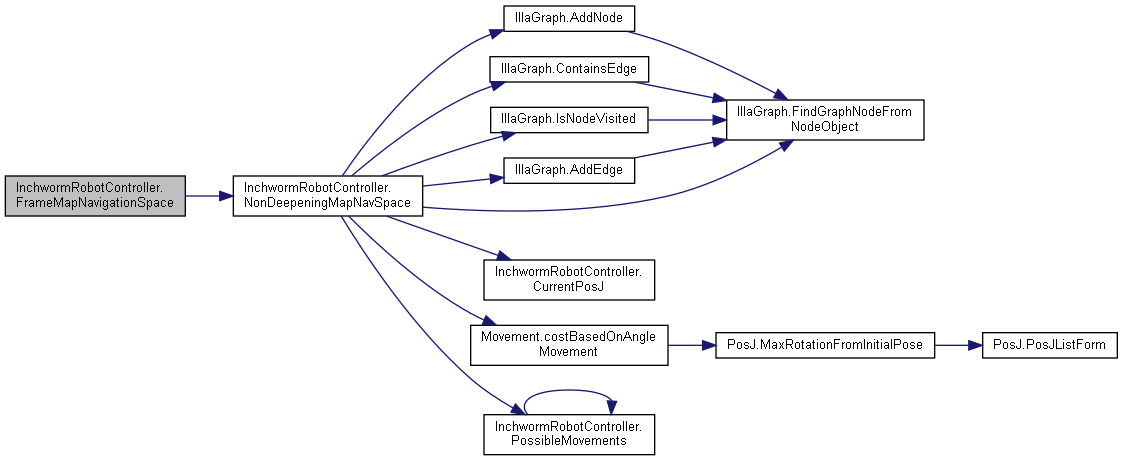 InchwormRobotController.
FrameMapNavigationSpace
InchwormRobotController.
NonDeepeningMapNavSpace
IllaGraph.AddNode
IllaGraph.ContainsEdge
IllaGraph.IsNodeVisited
IllaGraph.AddEdge
IllaGraph.FindGraphNodeFrom
NodeObject
InchwormRobotController.
CurrentPosJ
Movement.costBasedOnAngle
Movement
PosJ.MaxRotationFromInitialPose
PosJ.PosJListForm
InchwormRobotController.
PossibleMovements